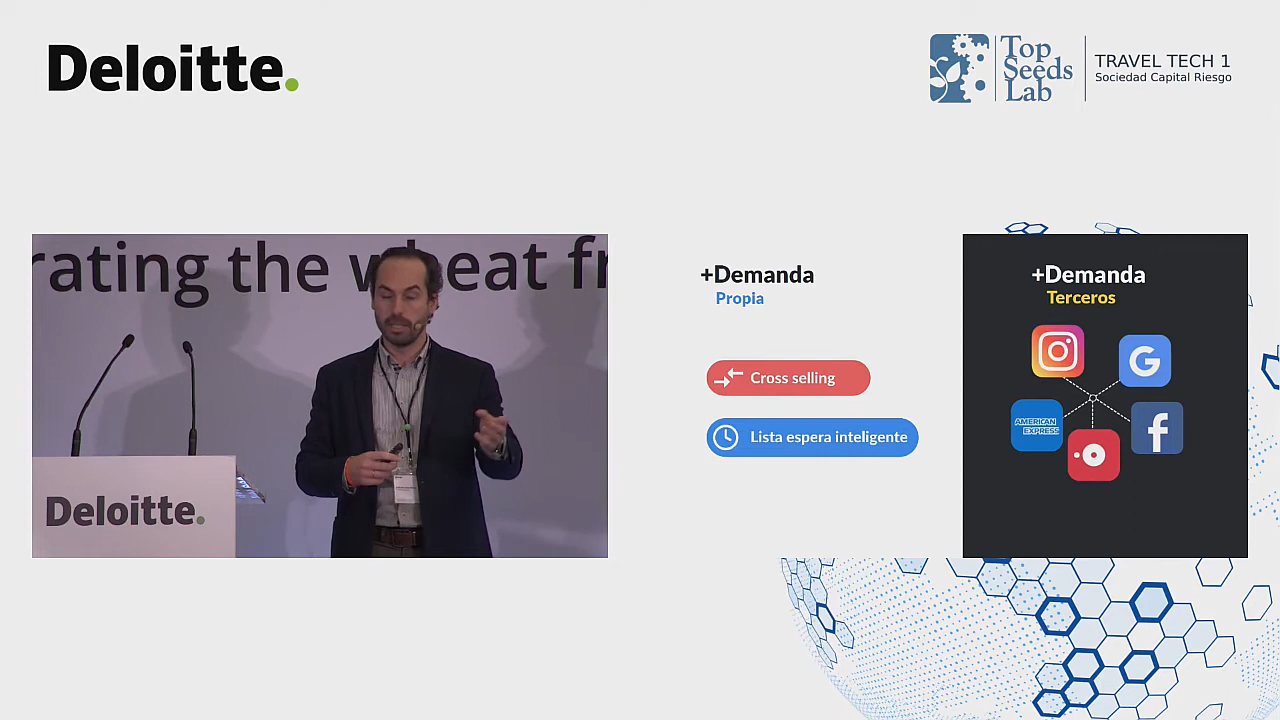 Deloitte.
Top
Seeds
Lab
TRAVEL TECH 1
Sociedad Capital Riesgo
rating the wheat fr
Deloitte.
+Demanda
Propia
Cross selling
Lista espera inteligente
+Demanda
Terceros
G
AMERICAN
EXPRESS
f